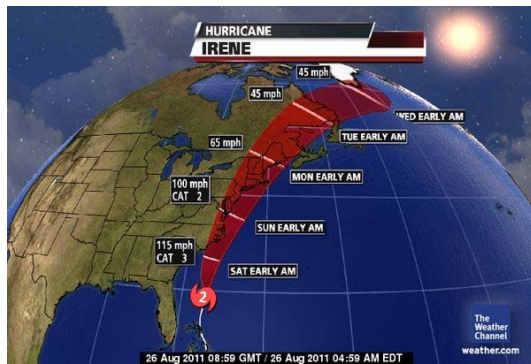 HURRICANE
IRENE
45 mph
45 mph
WED EARLY AM
TUE EARLY AM
65 mph
MON EARLY AM
100 mph
CAT 2
SUN EARLY AM
115 mph
CAT 3
SAT EARLY AM
2
The
Weather
Channel
weather.com
26 Aug 2011 08:59 GMT / 26 Aug 2011 04:59 AM EDT